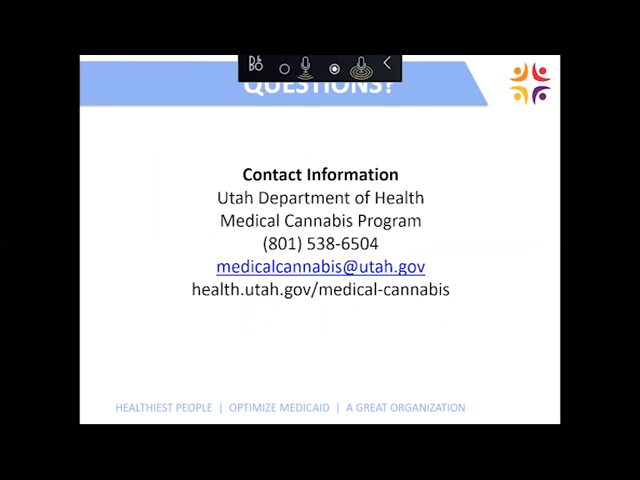 QUESTIONS?
Contact Information
Utah Department of Health
Medical Cannabis Program
(801) 538-6504
medicalcannabis@utah.gov
health.utah.gov/medical-cannabis
HEALTHIEST PEOPLE | OPTIMIZE MEDICAID | A GREAT ORGANIZATION